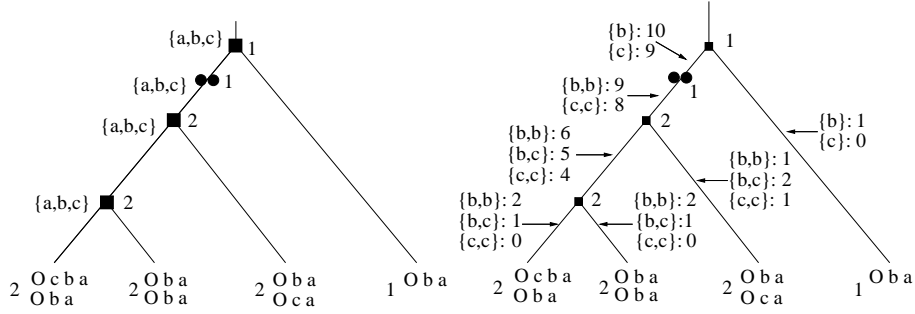 {a,b,c} 1
{a,b,c} 1
{a,b,c} 2
{a,b,c} 2
2 O c b a
O b a
2 O b a
O b a
2 O b a
O c a
1 O b a
{b}: 10
{c}: 9
1
{b,b}: 9
{c,c}: 8
1
2
{b}: 1
{c}: 0
{b,b}: 6
{b,c}: 5
{c,c}: 4
{b,b}: 1
{b,c}: 2
{c,c}: 1
2
{b,b}: 2
{b,c}: 1
{c,c}: 0
{b,b}: 2
{b,c}:1
{c,c}: 0
2 O c b a
O b a
2 O b a
O b a
2 O b a
O c a
1 O b a